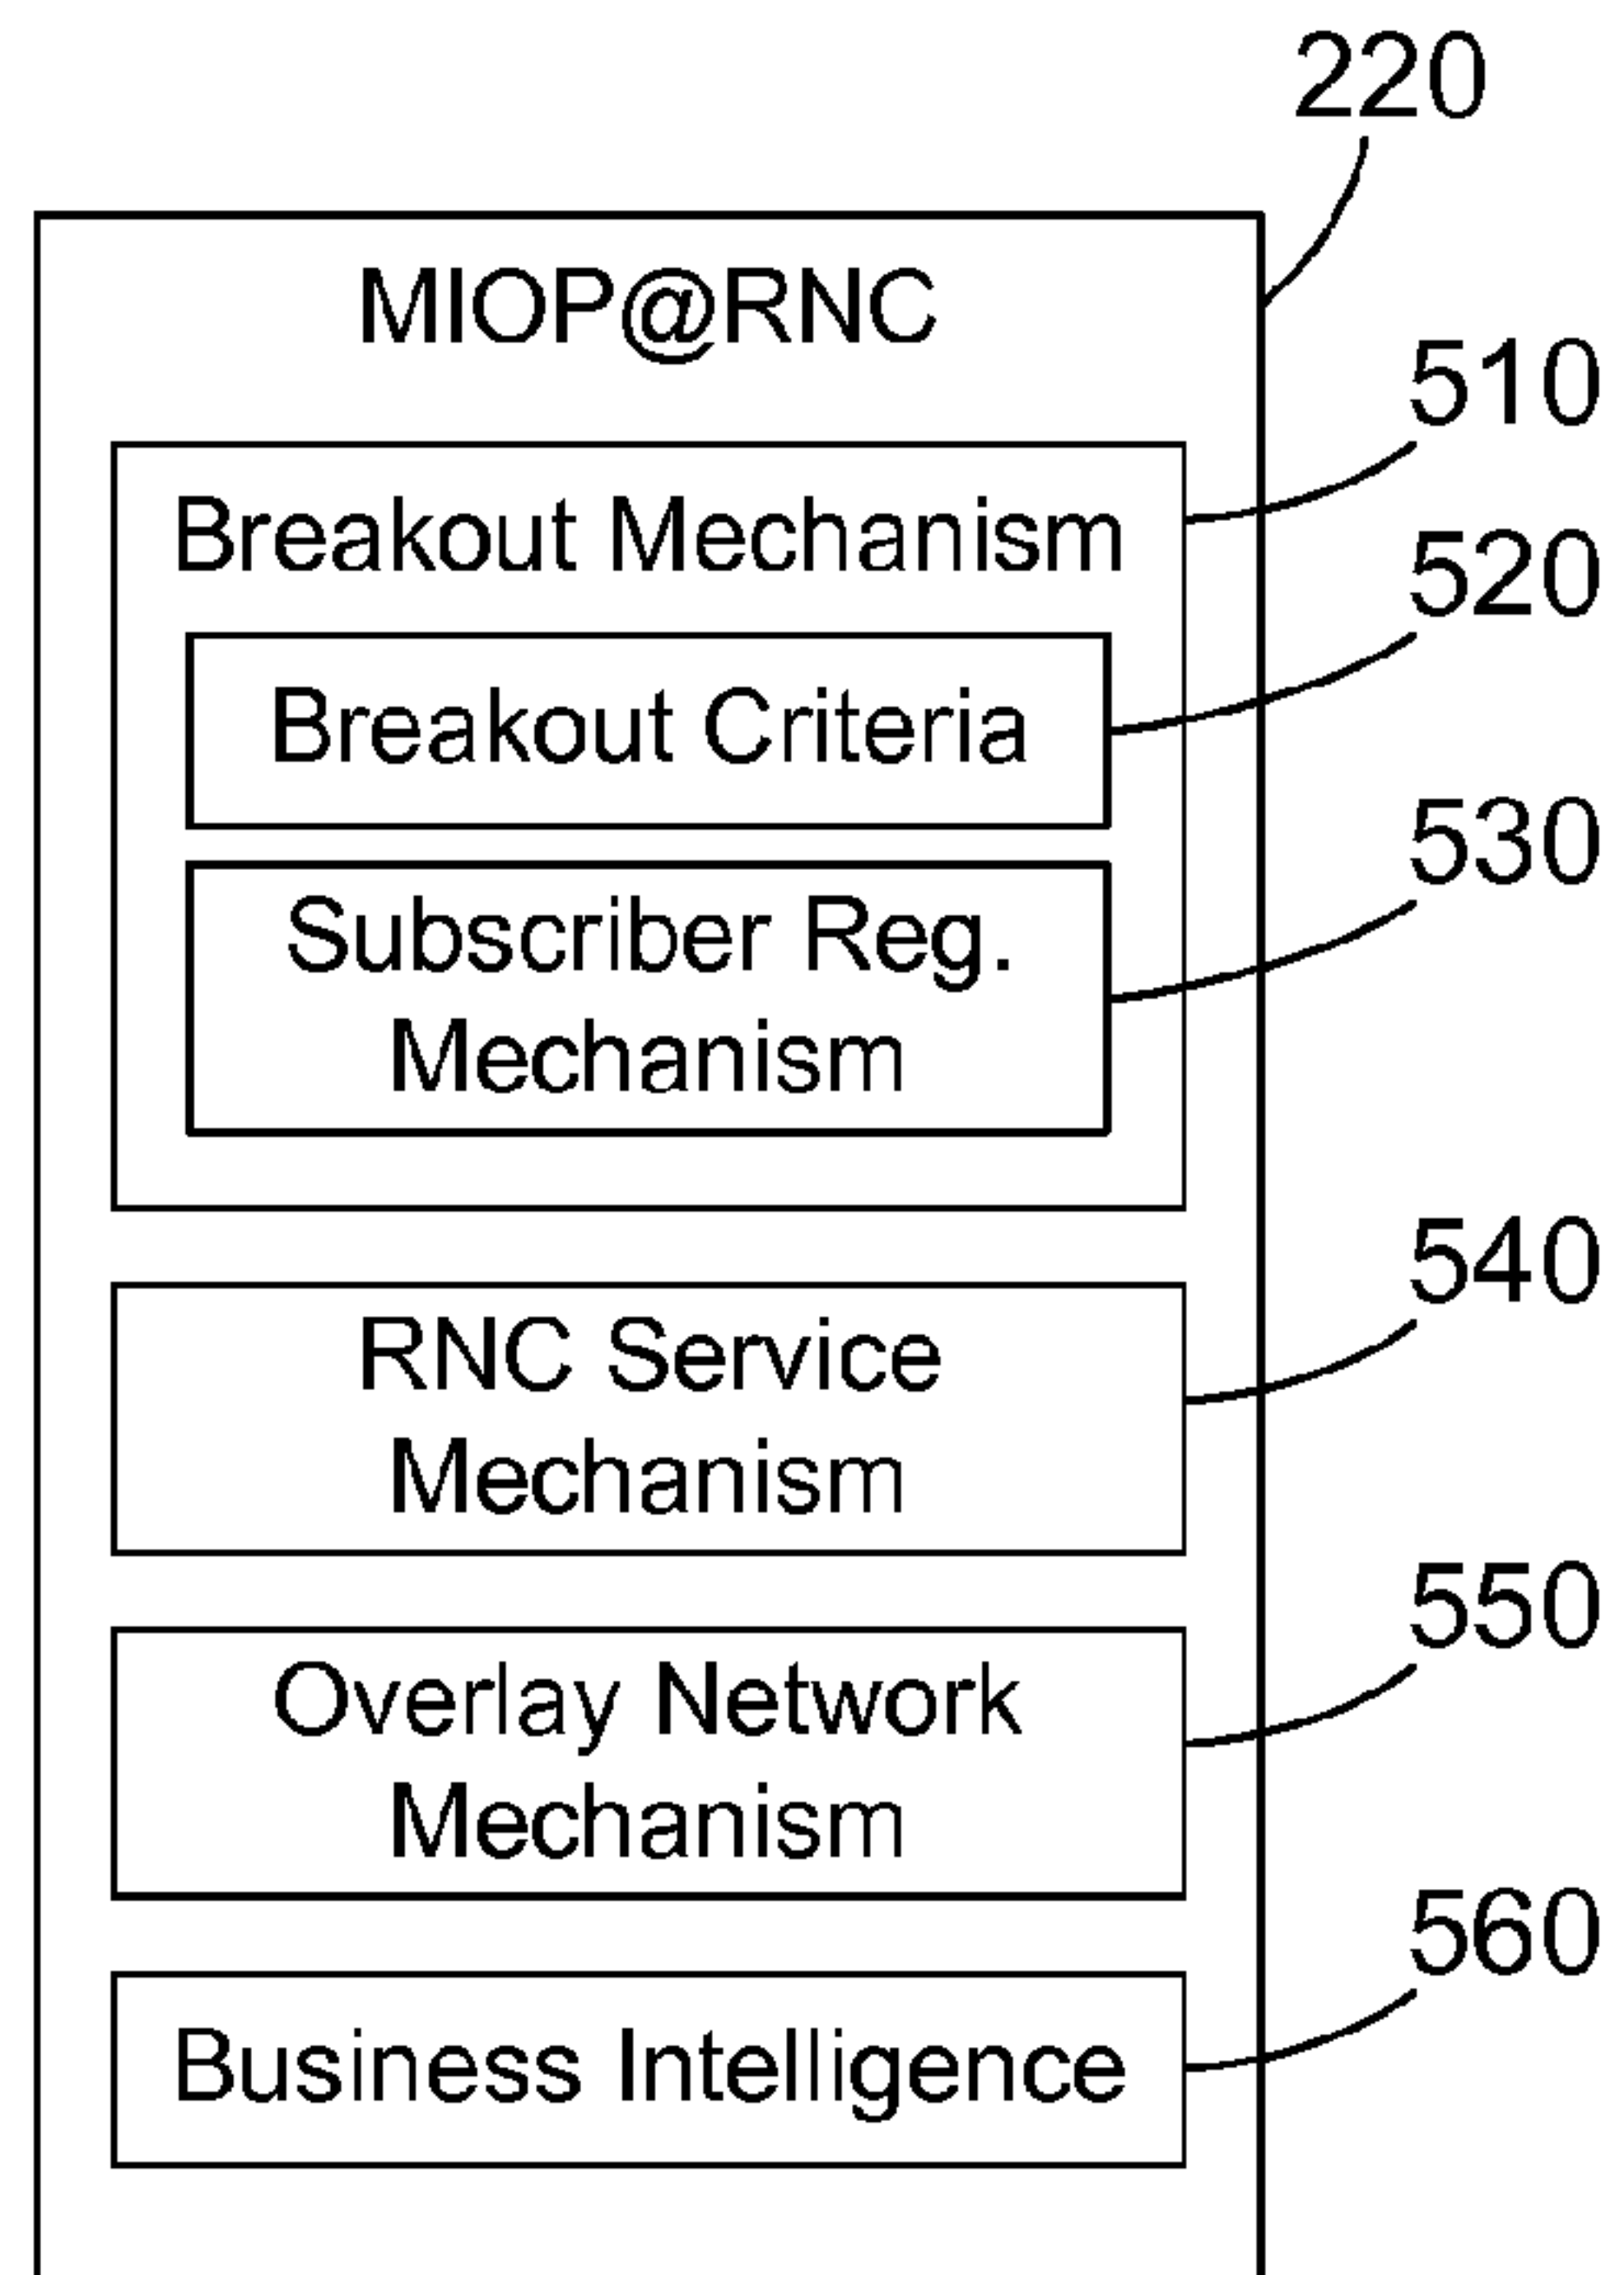 220
MIOP@RNC
510
Breakout Mechanism
520
Breakout Criteria
530
Subscriber Reg.
Mechanism
540
RNC Service
Mechanism
550
Overlay Network
Mechanism
560
Business Intelligence